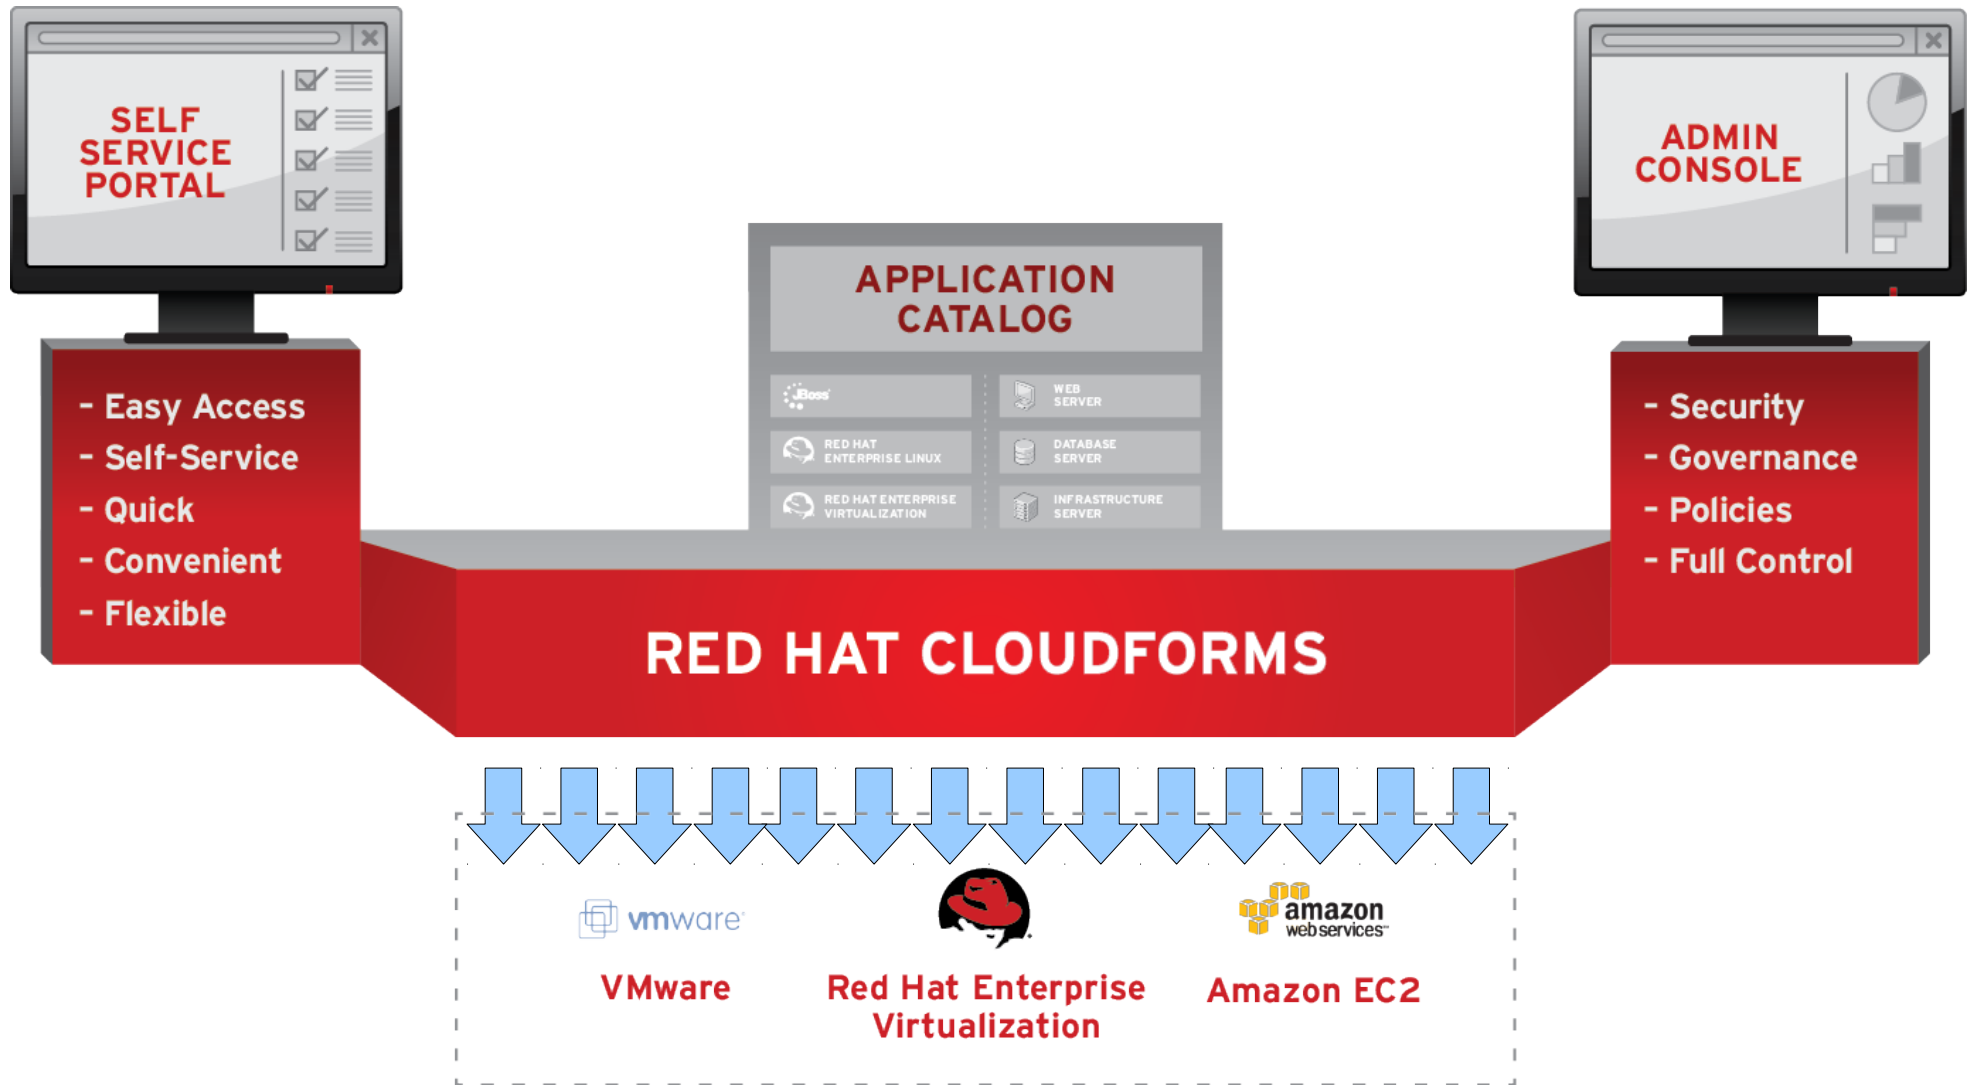 SELF
SERVICE
PORTAL
ADMIN
CONSOLE
APPLICATION
CATALOG
JBoss
WEB
SERVER
RED HAT
ENTERPRISE LINUX
DATABASE
SERVER
RED HAT ENTERPRISE
VIRTUALIZATION
INFRASTRUCTURE
SERVER
- Easy Access
- Self-Service
- Quick
- Convenient
- Flexible
- Security
- Governance
- Policies
- Full Control
RED HAT CLOUDFORMS
vmware
amazon
webservices™
VMware
Red Hat Enterprise
Virtualization
Amazon EC2